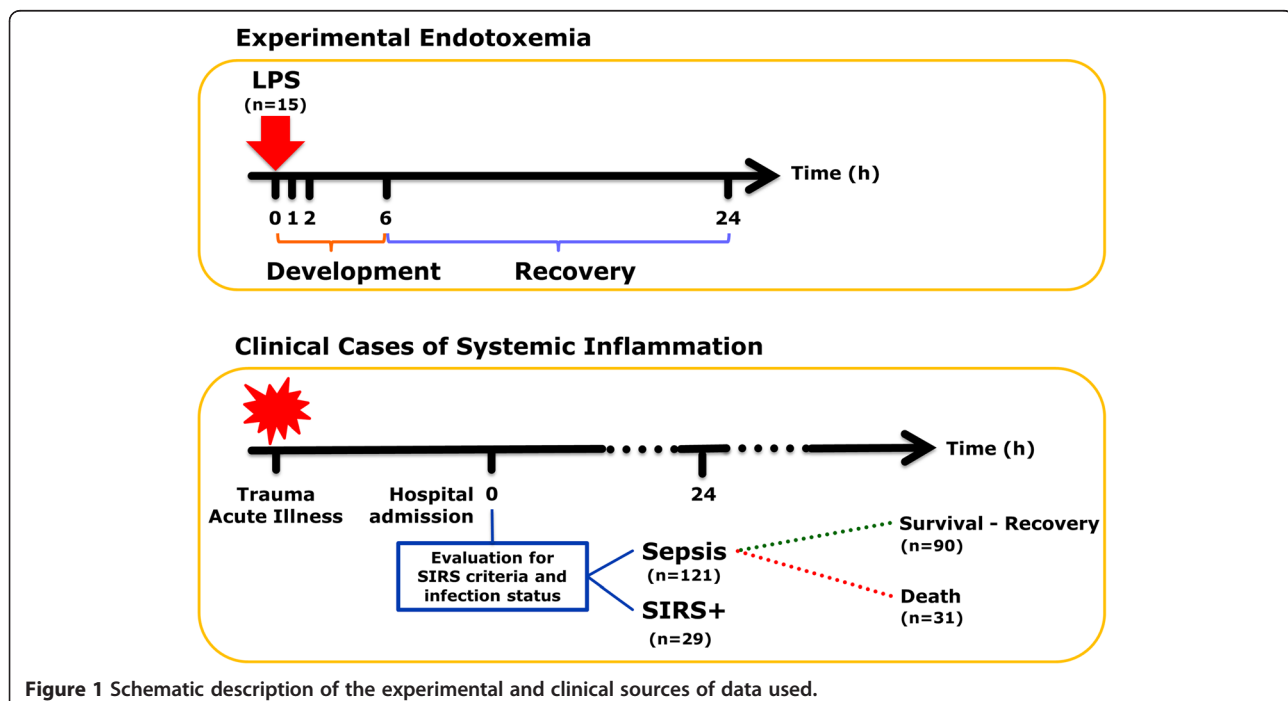 Experimental Endotoxemia
LPS
(n=15)
Time (h)
0 1 2 6 24
Development Recovery
Clinical Cases of Systemic Inflammation
Time (h)
Trauma
Acute Illness
Hospital
admission
0
24
Evaluation for
SIRS criteria and
infection status
Sepsis
(n=121)
SIRS+
(n=29)
Survival - Recovery
(n=90)
Death
(n=31)
Figure 1 Schematic description of the experimental and clinical sources of data used.